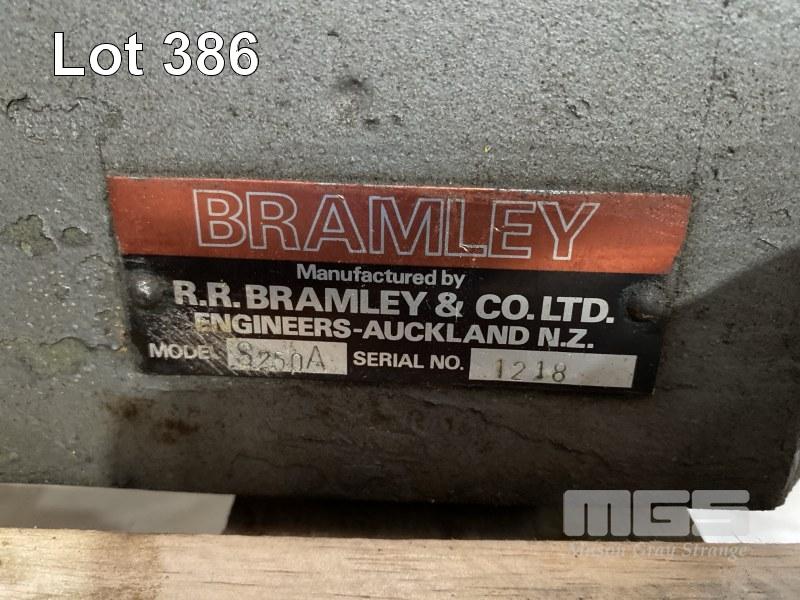 Lot 386
BRAMLEY
Manufactured by
R.R. BRAMLEY & CO. LTD.
ENGINEERS-AUCKLAND N.Z.
MODEL S250A SERIAL NO. 1218
MGS
Mason Gray Strange